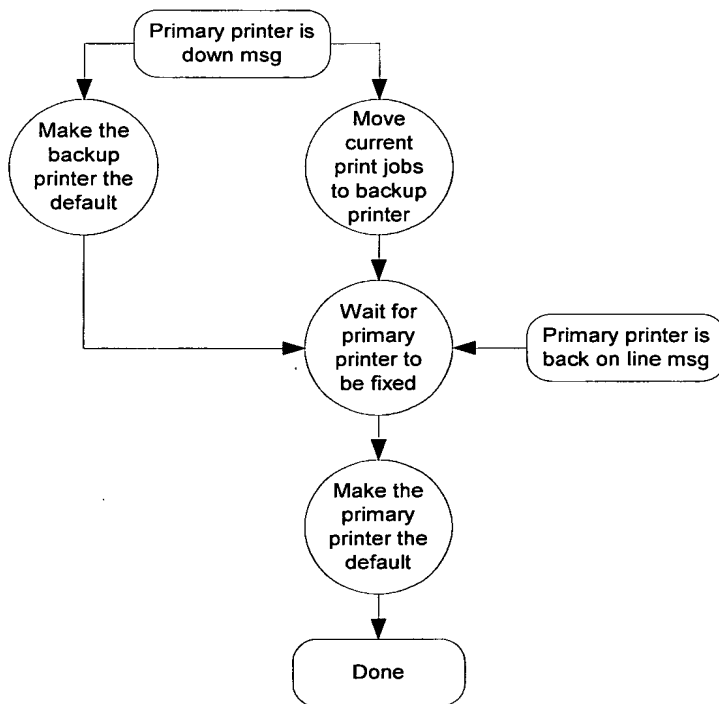 Primary printer is
down msg
Make the
backup
printer the
default
Move
current
print jobs
to backup
printer
Wait for
primary
printer to
be fixed
Primary printer is
back on line msg
Make the
primary
printer the
default
Done